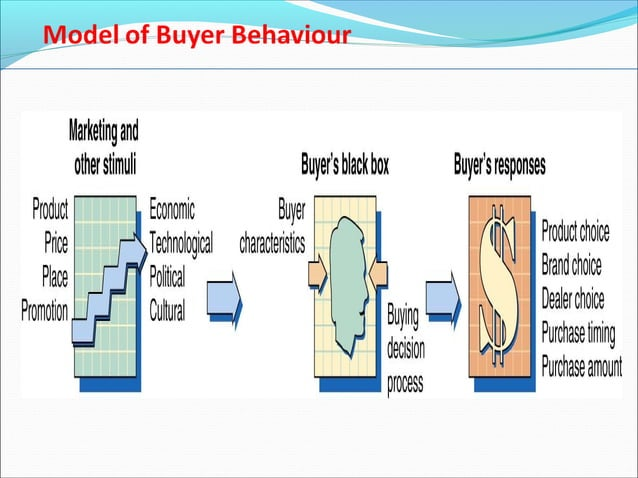 Model of Buyer Behaviour
Marketing and
other stimuli
Product
Price
Place
Promotion
Economic
Technological
Political
Cultural
Buyer's black box
Buyer
characteristics
Buying
decision
process
Buyer's responses
Product choice
Brand choice
Dealer choice
Purchase timing
Purchase amount